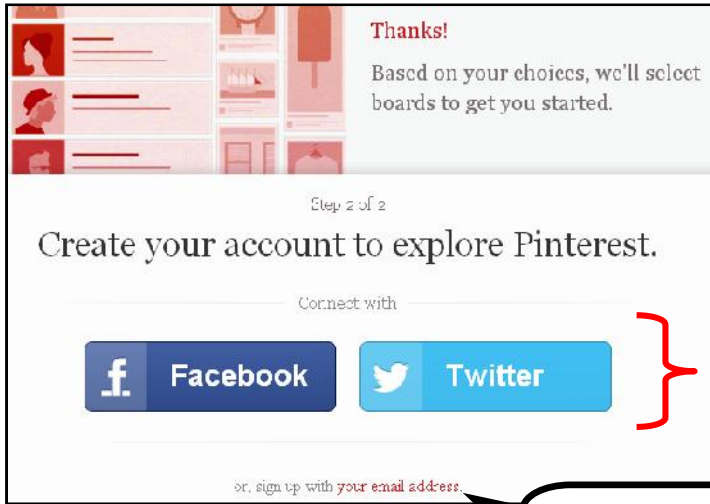 Thanks!
Based on your choices, we'll select
boards to get you started.
Step 2 of 2
Create your account to explore Pinterest.
Connect with
f Facebook
Twitter
or, sign up with your email address.